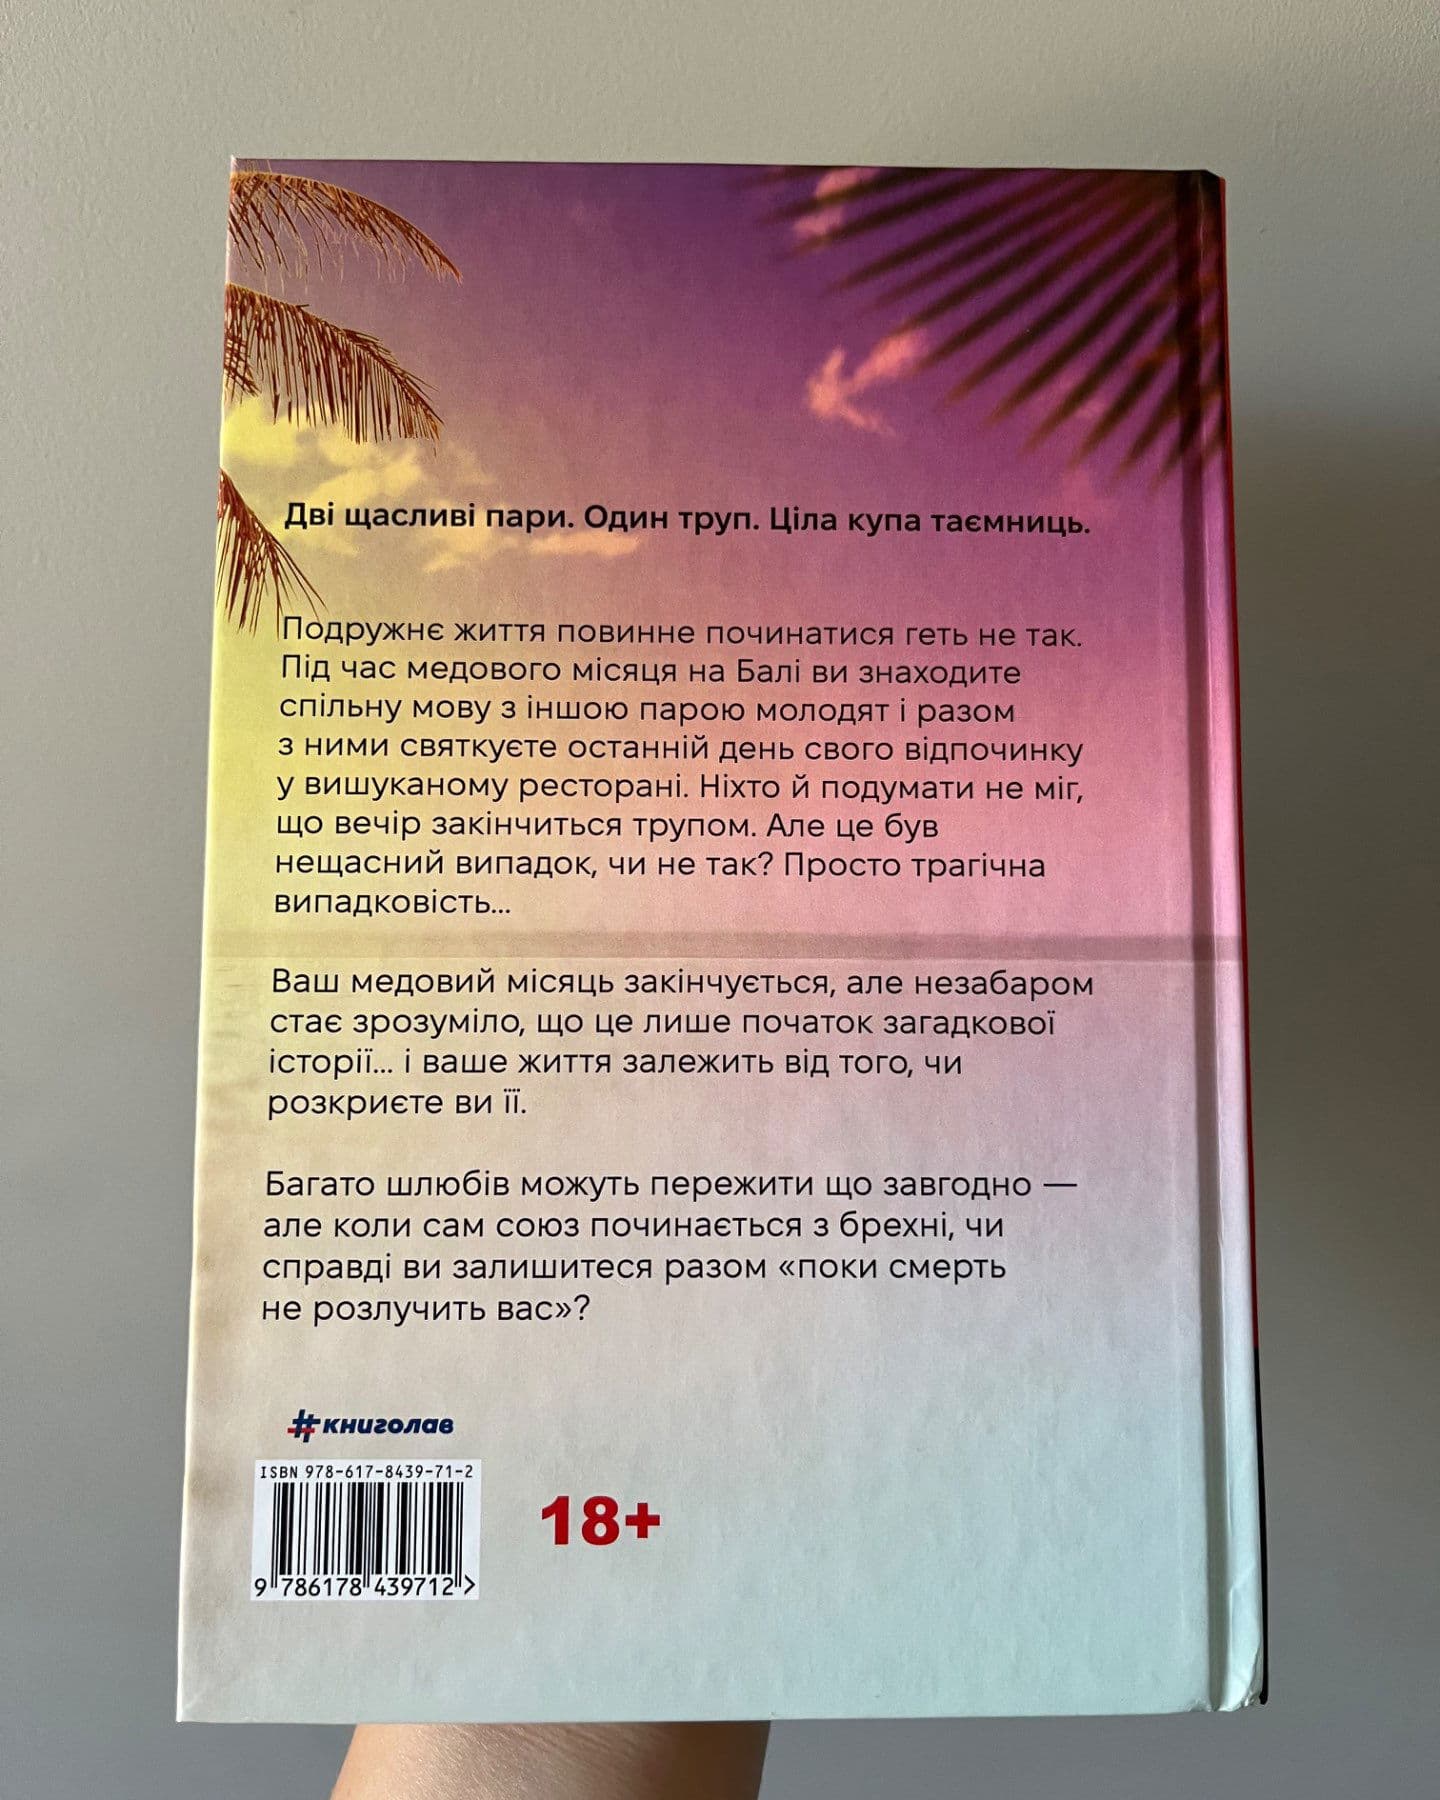 Дві щасливі пари. Один труп. Ціла купа таємниць.
Подружнє життя повинне починатися геть не так.
Під час медового місяця на Балі ви знаходите
спільну мову з іншою парою молодят і разом
з ними святкуєте останній день свого відпочинку
у вишуканому ресторані. Ніхто й подумати не міг,
що вечір закінчиться трупом. Але це був
нещасний випадок, чи не так? Просто трагічна
випадковість...
Ваш медовий місяць закінчується, але незабаром
стає зрозуміло, що це лише початок загадкової
історії... і ваше життя залежить від того, чи
розкриєте ви її.
Багато шлюбів можуть пережити що завгодно —
але коли сам союз починається з брехні, чи
справді ви залишитеся разом «поки смерть
не розлучить вас»?
#книголав
ISBN 978-617-8439-71-2
18+
9 786178 439712 >